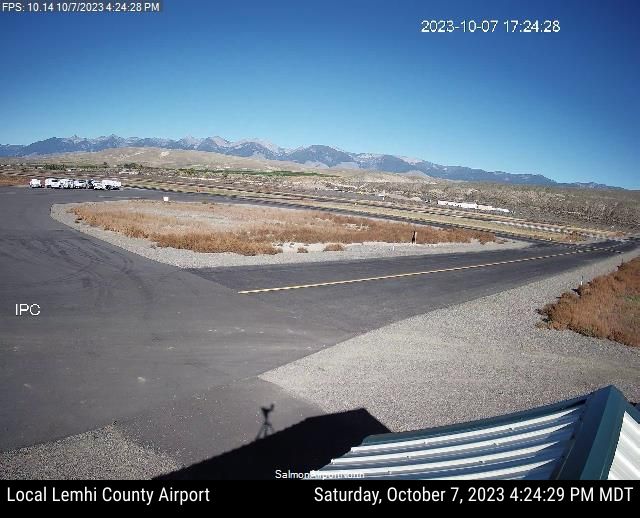 FPS: 10.14 10/7/2023 4:24:28 PM
2023-10-07 17:24:28
IPC
Local Lemhi County Airport
Saturday, October 7, 2023 4:24:29 PM MDT